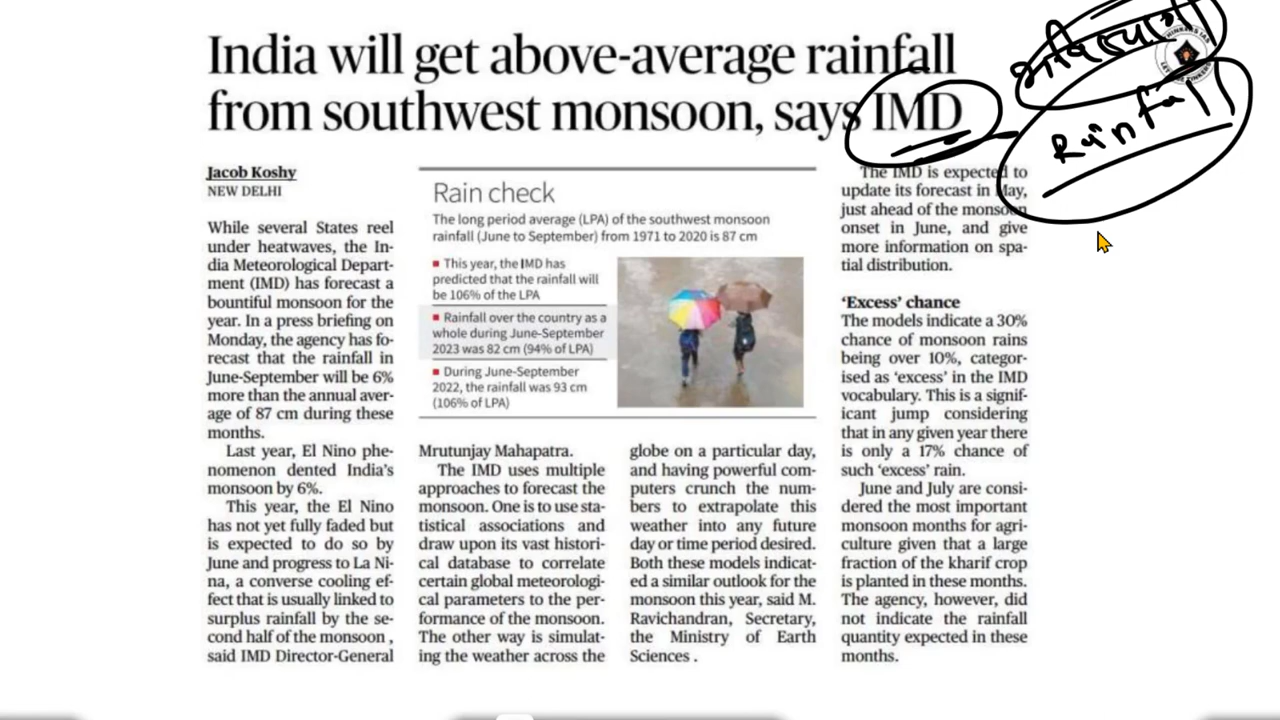 India will get above-average rainfall
from southwest monsoon, says IMD
Rainfall
Jacob Koshy
NEW DELHI
While several States reel
under heatwaves, the In-
dia Meteorological Depart-
ment (IMD) has forecast a
bountiful monsoon for the
year. In a press briefing on
Monday, the agency has fo-
recast that the rainfall in
June-September will be 6%
more than the annual aver-
age of 87 cm during these
months.
Last year, El Nino phe-
nomenon dented India's
monsoon by 6%.
This year, the El Nino
has not yet fully faded but
is expected to do so by
June and progress to La Ni-
na, a converse cooling ef-
fect that is usually linked to
surplus rainfall by the se-
cond half of the monsoon ,
said IMD Director-General
Rain check
The long period average (LPA) of the southwest monsoon
rainfall (June to September) from 1971 to 2020 is 87 cm
This year, the IMD has
predicted that the rainfall will
be 106% of the LPA
Rainfall over the country as a
whole during June-September
2023 was 82 cm (94% of LPA)
During June-September
2022, the rainfall was 93 cm
(106% of LPA)
Mrutunjay Mahapatra.
The IMD uses multiple
approaches to forecast the
monsoon. One is to use sta-
tistical associations and
draw upon its vast histori-
cal database to correlate
certain global meteorologi-
cal parameters to the per-
formance of the monsoon.
The other way is simulat-
ing the weather across the
globe on a particular day,
and having powerful com-
puters crunch the num-
bers to extrapolate this
weather into any future
day or time period desired.
Both these models indicat-
ed a similar outlook for the
monsoon this year, said M.
Ravichandran, Secretary,
the Ministry of Earth
Sciences .
The IMD is expected to
update its forecast in May,
just ahead of the monsoon
onset in June, and give
more information on spa-
tial distribution.
'Excess' chance
The models indicate a 30%
chance of monsoon rains
being over 10%, categor-
ised as 'excess' in the IMD
vocabulary. This is a signif-
icant jump considering
that in any given year there
is only a 17% chance of
such 'excess' rain.
June and July are consi-
dered the most important
monsoon months for agri-
culture given that a large
fraction of the kharif crop
is planted in these months.
The agency, however, did
not indicate the rainfall
quantity expected in these
months.